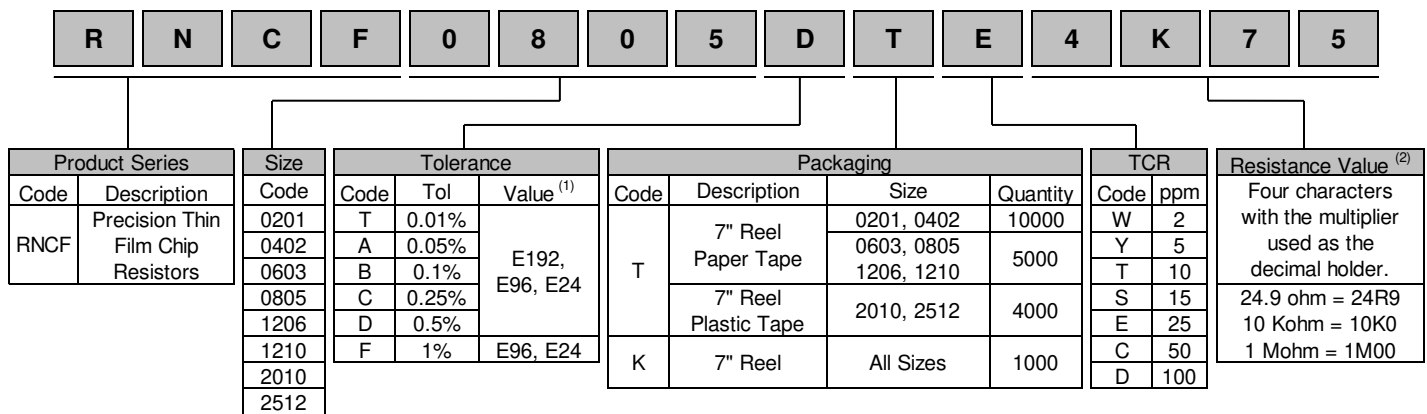 R N C F 0 8 0 5 D T E 4 K 7 5
Product Series
Code Description
RNCF Precision Thin
Film Chip
Resistors
Size
Code
0201
0402
0603
0805
1206
1210
2010
2512
Tolerance
Code Tol Value (1)
T 0.01%
A 0.05%
B 0.1%
C 0.25%
D 0.5%
E192,
E96, E24
F 1% E96, E24
Packaging
Code Description Size Quantity
T
7" Reel
Paper Tape
0201, 0402 10000
0603, 0805
1206, 1210
5000
7" Reel
Plastic Tape
2010, 2512 4000
K 7" Reel All Sizes 1000
TCR
Code ppm
W 2
Y 5
T 10
S 15
E 25
C 50
D 100
Resistance Value (2)
Four characters
with the multiplier
used as the
decimal holder.
24.9 ohm = 24R9
10 Kohm = 10K0
1 Mohm = 1M00